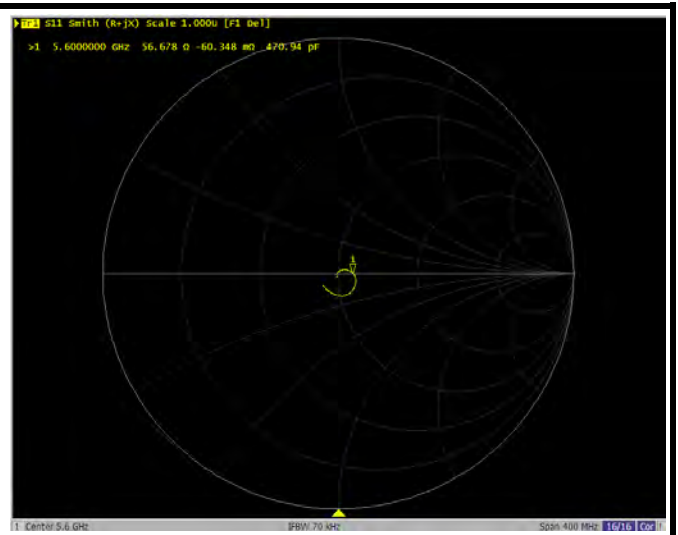 Tr1 S11 Smith (R+jX) Scale 1.000U [F1 Del]
>1 5.6000000 GHz 56.678 Ω -60.348 mΩ 470.94 pF
1
1 Center 5.6 GHz IFBW 70 kHz Span 400 MHz 16/16 Cor !